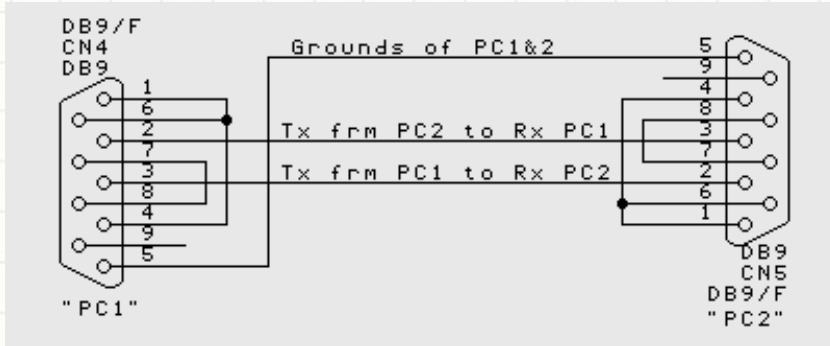 DB9/F
CN4
DB9
1
6
2
7
3
8
4
9
5
"PC1"
Grounds of PC1&2
Tx frm PC2 to Rx PC1
Tx frm PC1 to Rx PC2
5
9
4
8
3
7
2
6
1
DB9
CN5
DB9/F
"PC2"